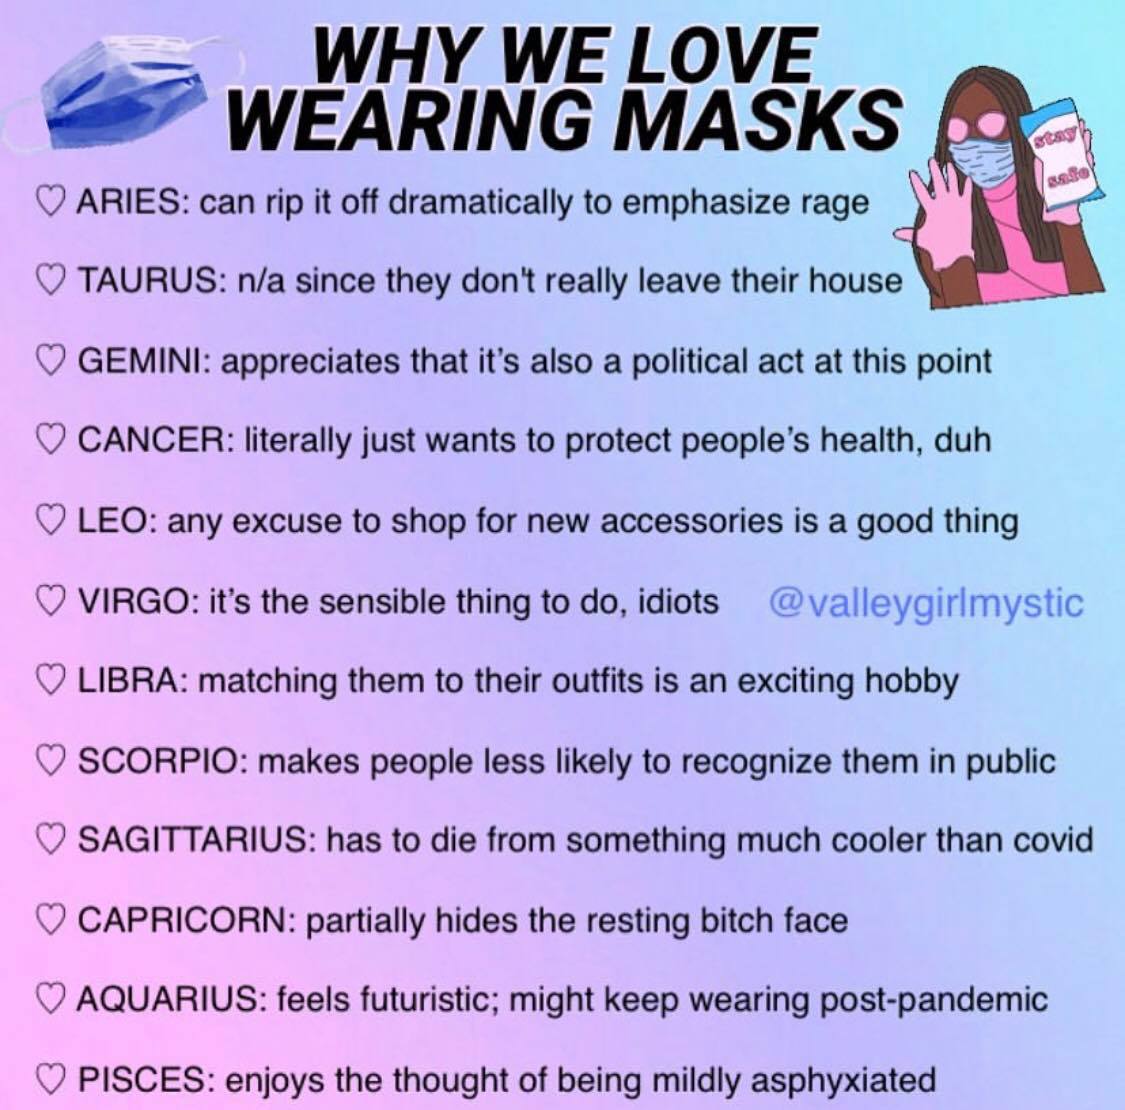 WHY WE LOVE
WEARING MASKS
stay
safe
♡ ARIES: can rip it off dramatically to emphasize rage
♡ TAURUS: n/a since they don't really leave their house
♡ GEMINI: appreciates that it’s also a political act at this point
♡ CANCER: literally just wants to protect people’s health, duh
♡ LEO: any excuse to shop for new accessories is a good thing
♡ VIRGO: it’s the sensible thing to do, idiots @valleygirlmystic
♡ LIBRA: matching them to their outfits is an exciting hobby
♡ SCORPIO: makes people less likely to recognize them in public
♡ SAGITTARIUS: has to die from something much cooler than covid
♡ CAPRICORN: partially hides the resting bitch face
♡ AQUARIUS: feels futuristic; might keep wearing post-pandemic
♡ PISCES: enjoys the thought of being mildly asphyxiated